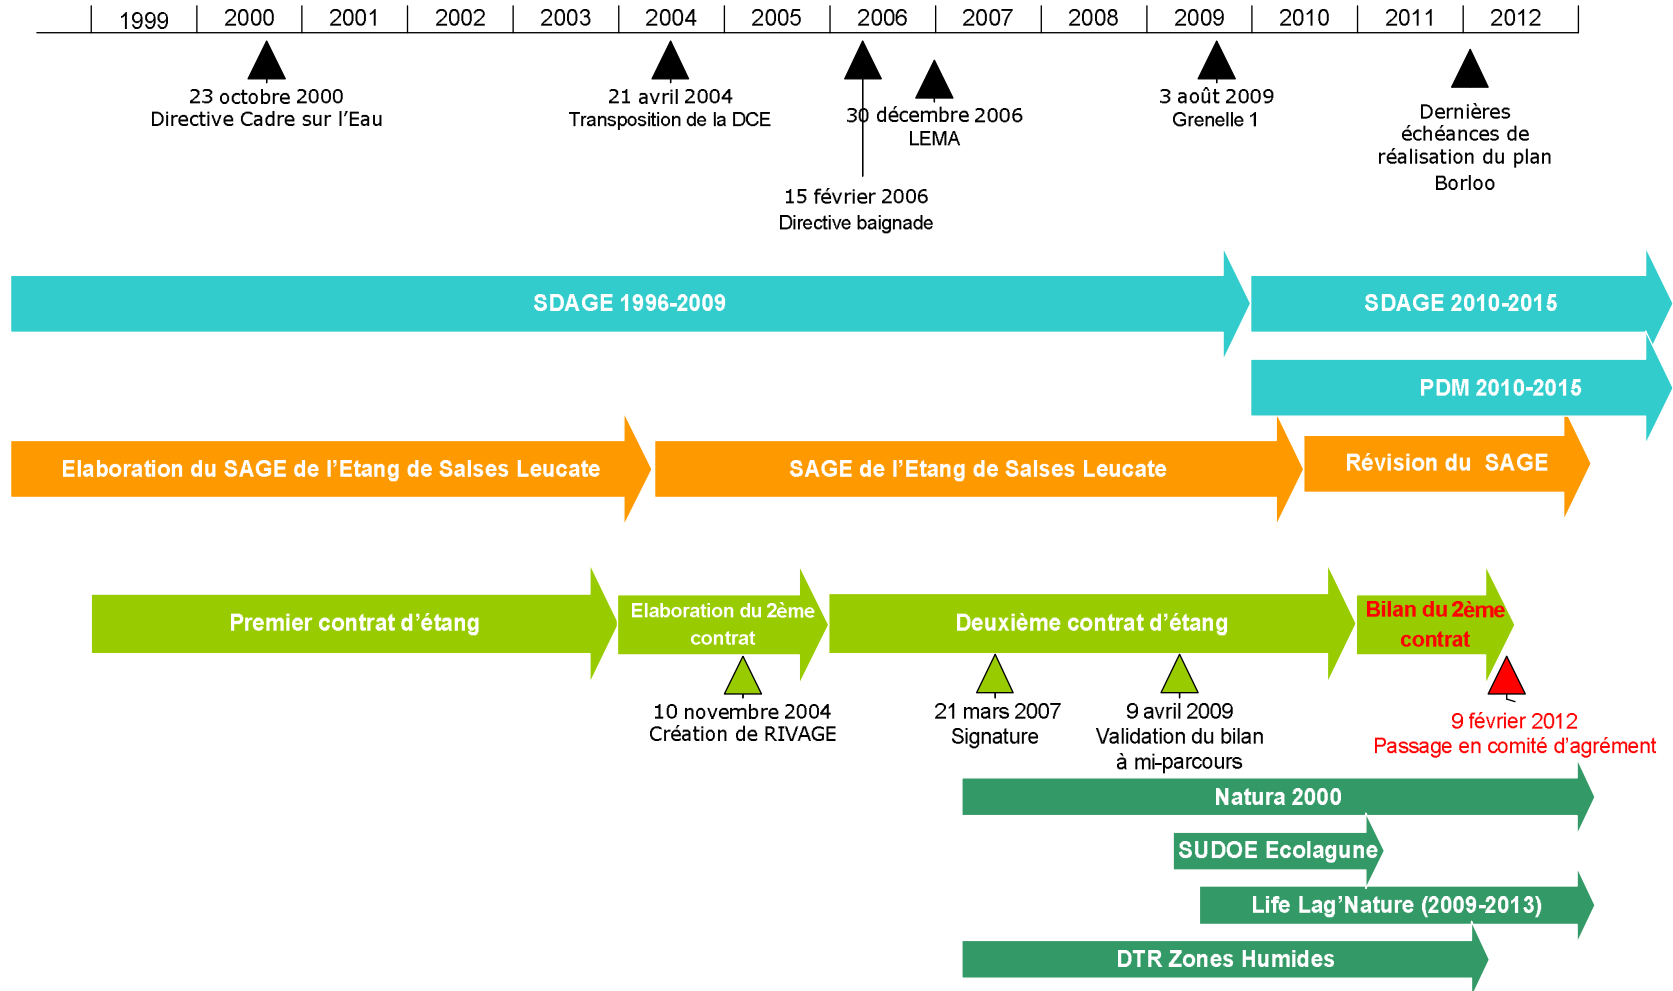 1999 2000 2001 2002 2003 2004 2005 2006 2007 2008 2009 2010 2011 2012
23 octobre 2000
Directive Cadre sur l'Eau
21 avril 2004
Transposition de la DCE
15 février 2006
Directive baignade
30 décembre 2006
LEMA
3 août 2009
Grenelle 1
Dernières
échéances de
réalisation du plan
Borloo
SDAGE 1996-2009
SDAGE 2010-2015
PDM 2010-2015
Elaboration du SAGE de l'Etang de Salses Leucate
SAGE de l'Etang de Salses Leucate
Révision du SAGE
Premier contrat d'étang
Elaboration du 2ème
contrat
Deuxième contrat d'étang
Bilan du 2ème
contrat
10 novembre 2004
Création de RIVAGE
21 mars 2007
Signature
9 avril 2009
Validation du bilan
à mi-parcours
9 février 2012
Passage en comité d'agrément
Natura 2000
SUDOE Ecolagune
Life Lag'Nature (2009-2013)
DTR Zones Humides